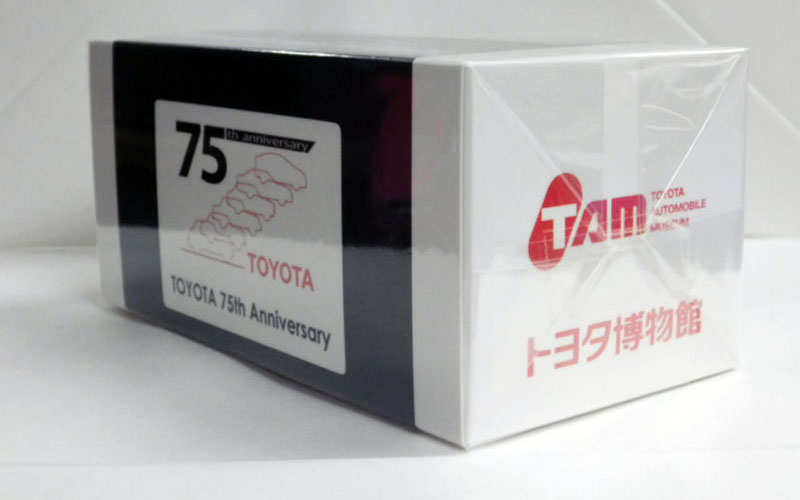 75
th anniversary
TOYOTA
TOYOTA 75th Anniversary
TAM
TOYOTA
AUTOMOBILE
MUSEUM
トヨタ博物館